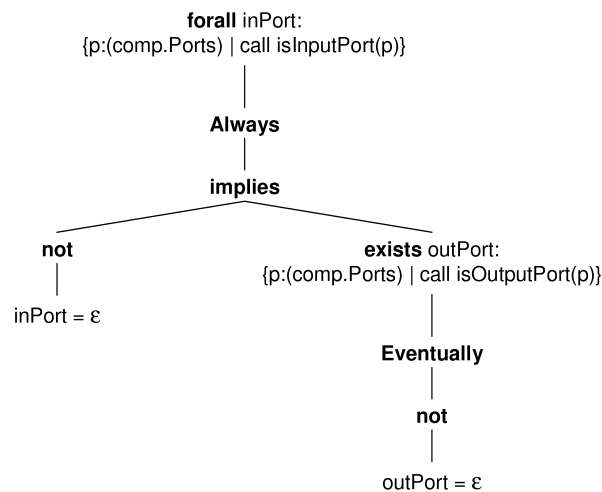 forall inPort:
{p:(comp.Ports) | call isInputPort(p)}
Always
implies
not
inPort = ε
exists outPort:
{p:(comp.Ports) | call isOutputPort(p)}
Eventually
not
outPort = ε